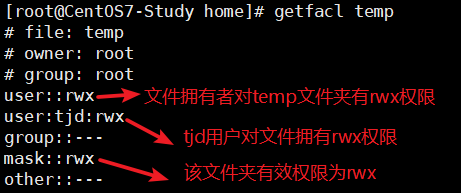 [root@CentOS7-Study home]# getfacl temp
# file: temp
# owner: root
# group: root
user::rwx 文件拥有者对temp文件夹有rwx权限
user:tjd:rwx
group::--- tjd用户对文件拥有rwx权限
mask::rwx
other::--- 该文件夹有效权限为rwx